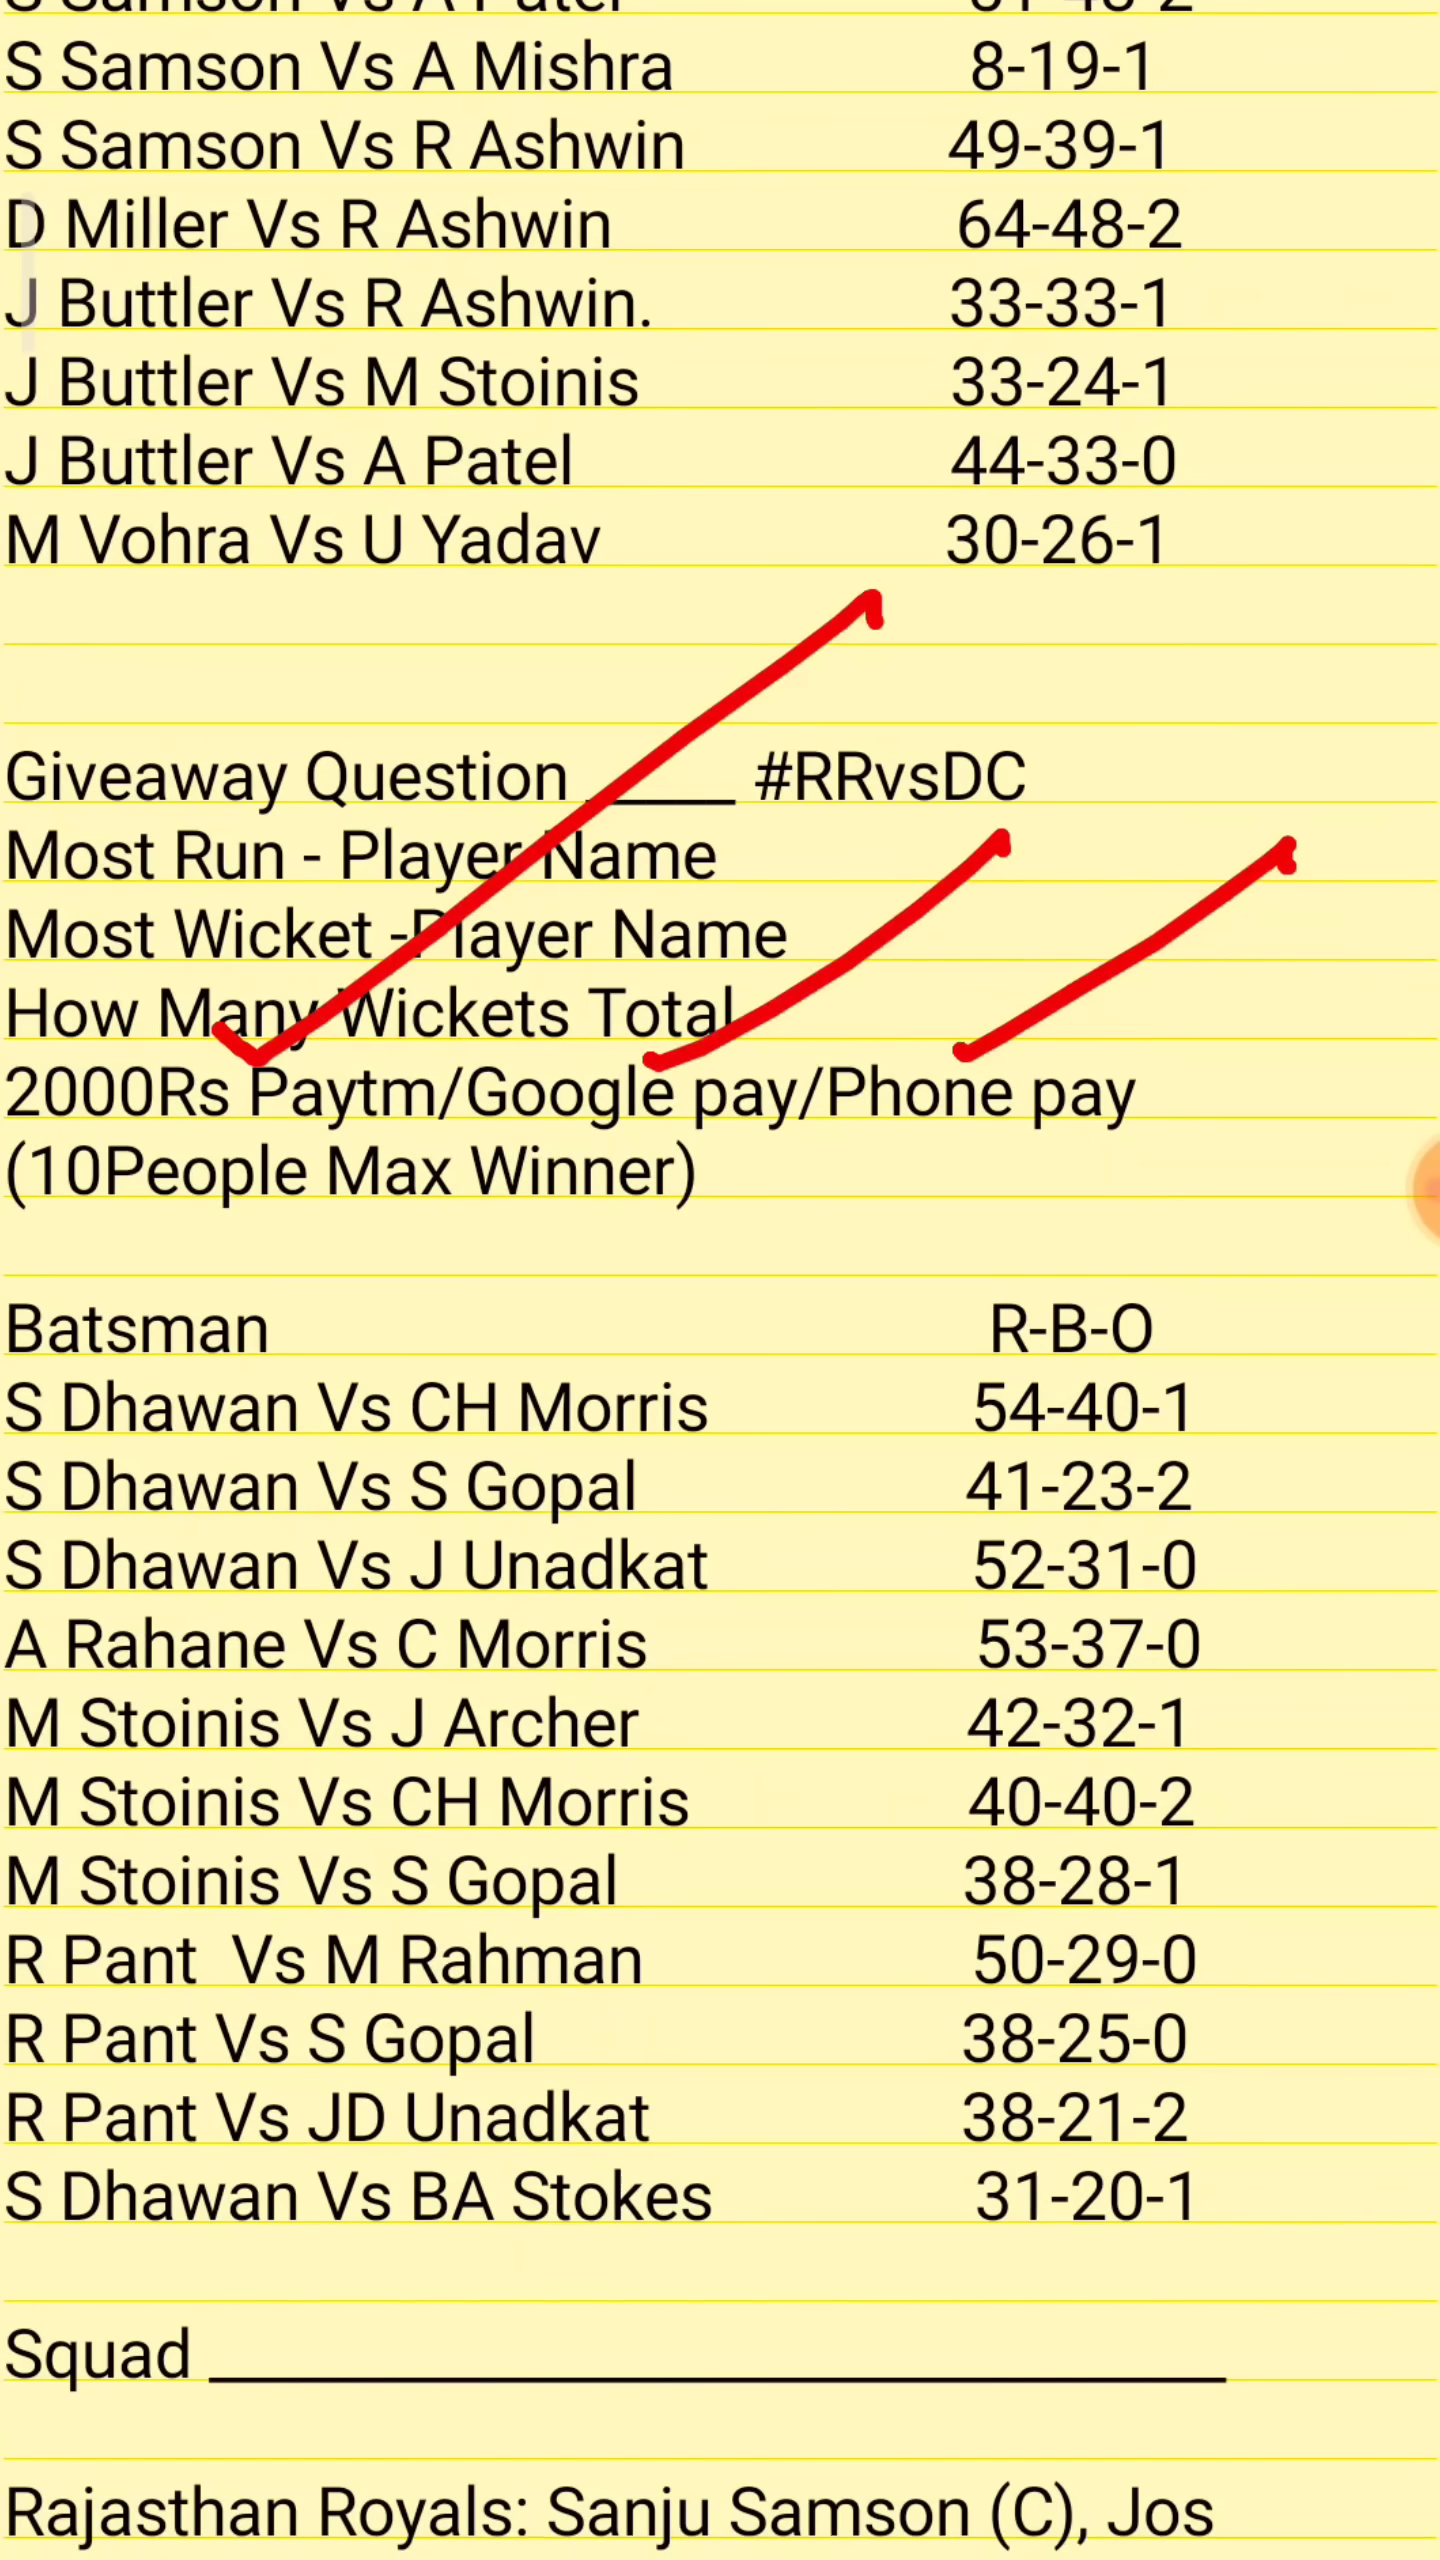 S Samson Vs A Patel
S Samson Vs A Mishra 8-19-1
S Samson Vs R Ashwin 49-39-1
D Miller Vs R Ashwin 64-48-2
J Buttler Vs R Ashwin. 33-33-1
J Buttler Vs M Stoinis 33-24-1
J Buttler Vs A Patel 44-33-0
M Vohra Vs U Yadav 30-26-1
Giveaway Question _____ #RRvsDC
Most Run - Player Name
Most Wicket -Player Name
How Many Wickets Total
2000Rs Paytm/Google pay/Phone pay
(10People Max Winner)
Batsman R-B-O
S Dhawan Vs CH Morris 54-40-1
S Dhawan Vs S Gopal 41-23-2
S Dhawan Vs J Unadkat 52-31-0
A Rahane Vs C Morris 53-37-0
M Stoinis Vs J Archer 42-32-1
M Stoinis Vs CH Morris 40-40-2
M Stoinis Vs S Gopal 38-28-1
R Pant  Vs M Rahman 50-29-0
R Pant Vs S Gopal 38-25-0
R Pant Vs JD Unadkat 38-21-2
S Dhawan Vs BA Stokes 31-20-1
Squad __________________________________
Rajasthan Royals: Sanju Samson (C), Jos